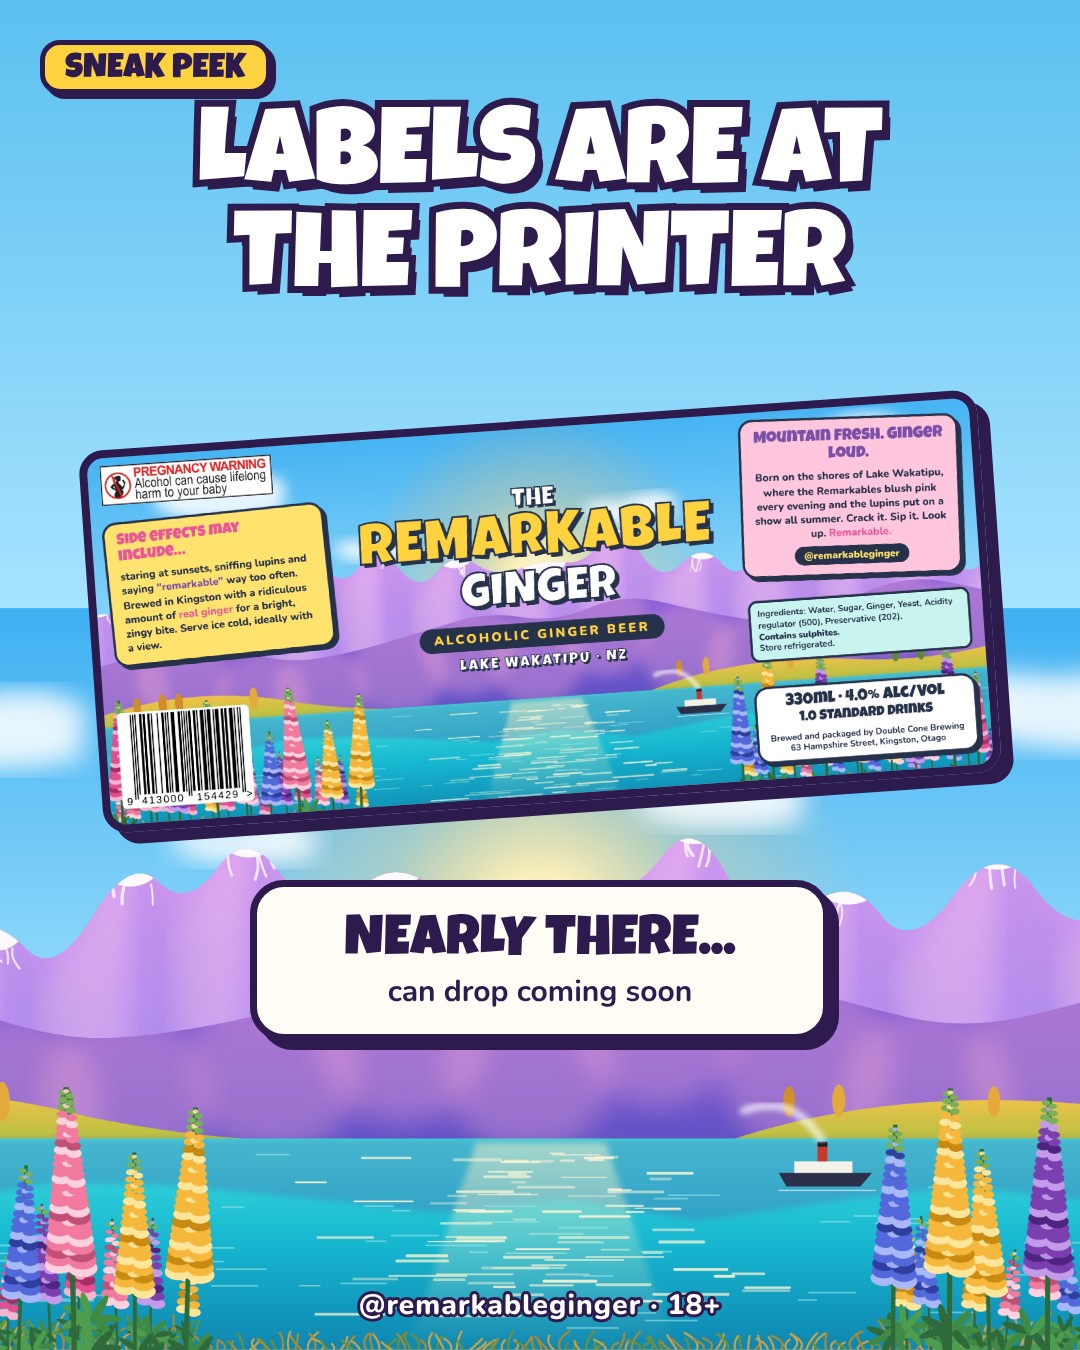 SNEAK PEEK
LABELS ARE AT
THE PRINTER
PREGNANCY WARNING
Alcohol can cause lifelong
harm to your baby
Side effects may
include...
staring at sunsets, sniffing lupins and
saying "remarkable" way too often.
Brewed in Kingston with a ridiculous
amount of real ginger for a bright,
zingy bite. Serve ice cold, ideally with
a view.
9 413000 154429 >
THE
REMARKABLE
GINGER
ALCOHOLIC GINGER BEER
LAKE WAKATIPU · NZ
Mountain fresh. Ginger
loud.
Born on the shores of Lake Wakatipu,
where the Remarkables blush pink
every evening and the lupins put on a
show all summer. Crack it. Sip it. Look
up. Remarkable.
@remarkableginger
Ingredients: Water, Sugar, Ginger, Yeast, Acidity
regulator (500), Preservative (202).
Contains sulphites.
Store refrigerated.
330mL · 4.0% ALC/VOL
1.0 Standard Drinks
Brewed and packaged by Double Cone Brewing
63 Hampshire Street, Kingston, Otago
NEARLY THERE...
can drop coming soon
@remarkableginger · 18+